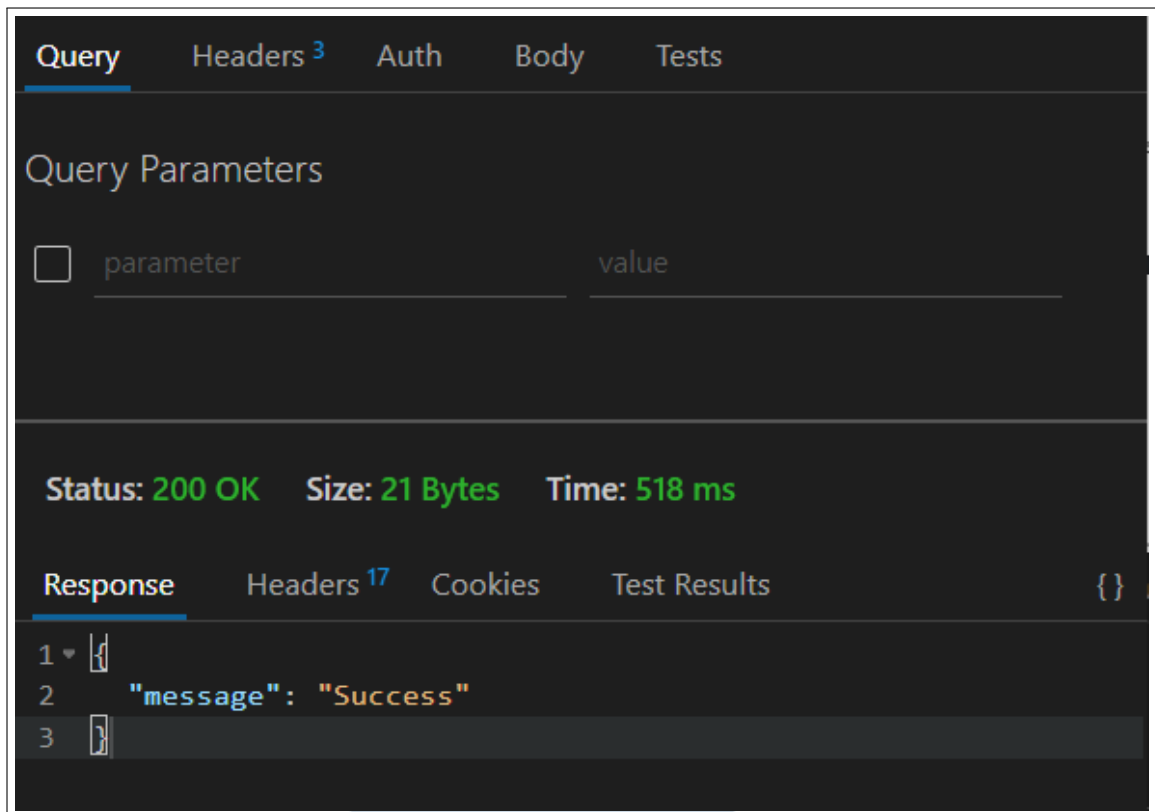 Query Headers 3 Auth Body Tests
Query Parameters
parameter value
Status: 200 OK Size: 21 Bytes Time: 518 ms
Response Headers 17 Cookies Test Results {}
1 {
2 "message": "Success"
3 }